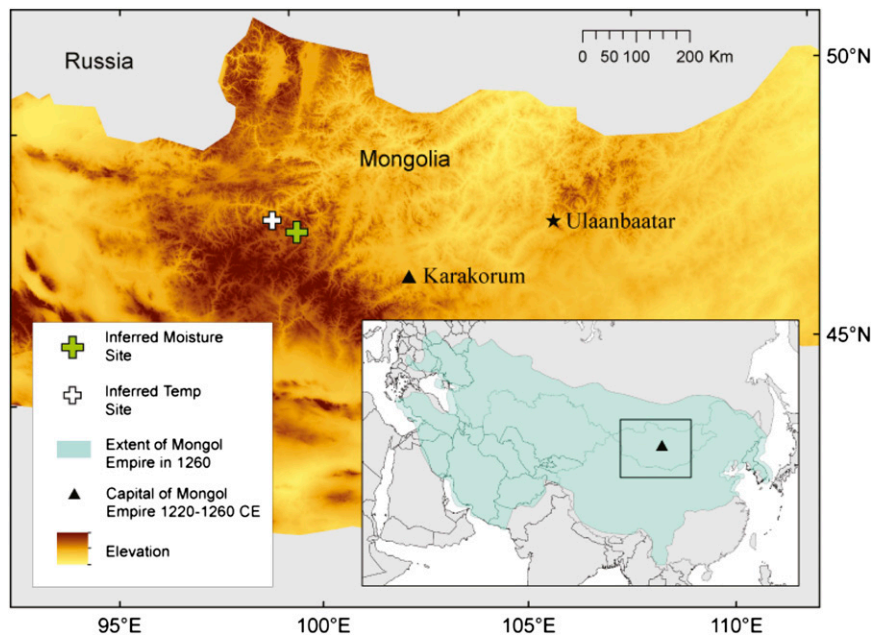 Russia
0 50 100 200 Km
50°N
Mongolia
Ulaanbaatar
Karakorum
45°N
Inferred Moisture
Site
Inferred Temp
Site
Extent of Mongol
Empire in 1260
Capital of Mongol
Empire 1220-1260 CE
Elevation
95°E 100°E 105°E 110°E